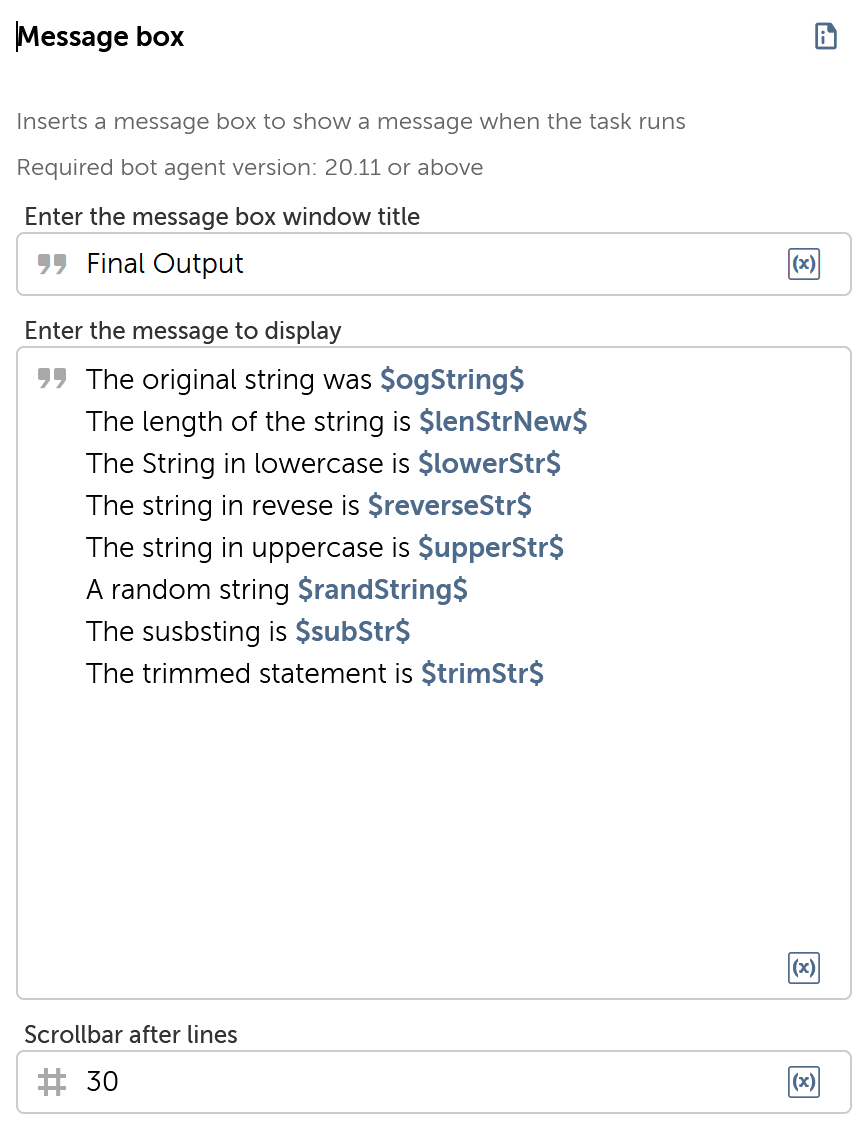 Message box
Inserts a message box to show a message when the task runs
Required bot agent version: 20.11 or above
Enter the message box window title
Final Output
(x)
Enter the message to display
The original string was $ogString$
The length of the string is $lenStrNew$
The String in lowercase is $lowerStr$
The string in revese is $reverseStr$
The string in uppercase is $upperStr$
A random string $randString$
The susbsting is $subStr$
The trimmed statement is $trimStr$
(x)
Scrollbar after lines
30
(x)